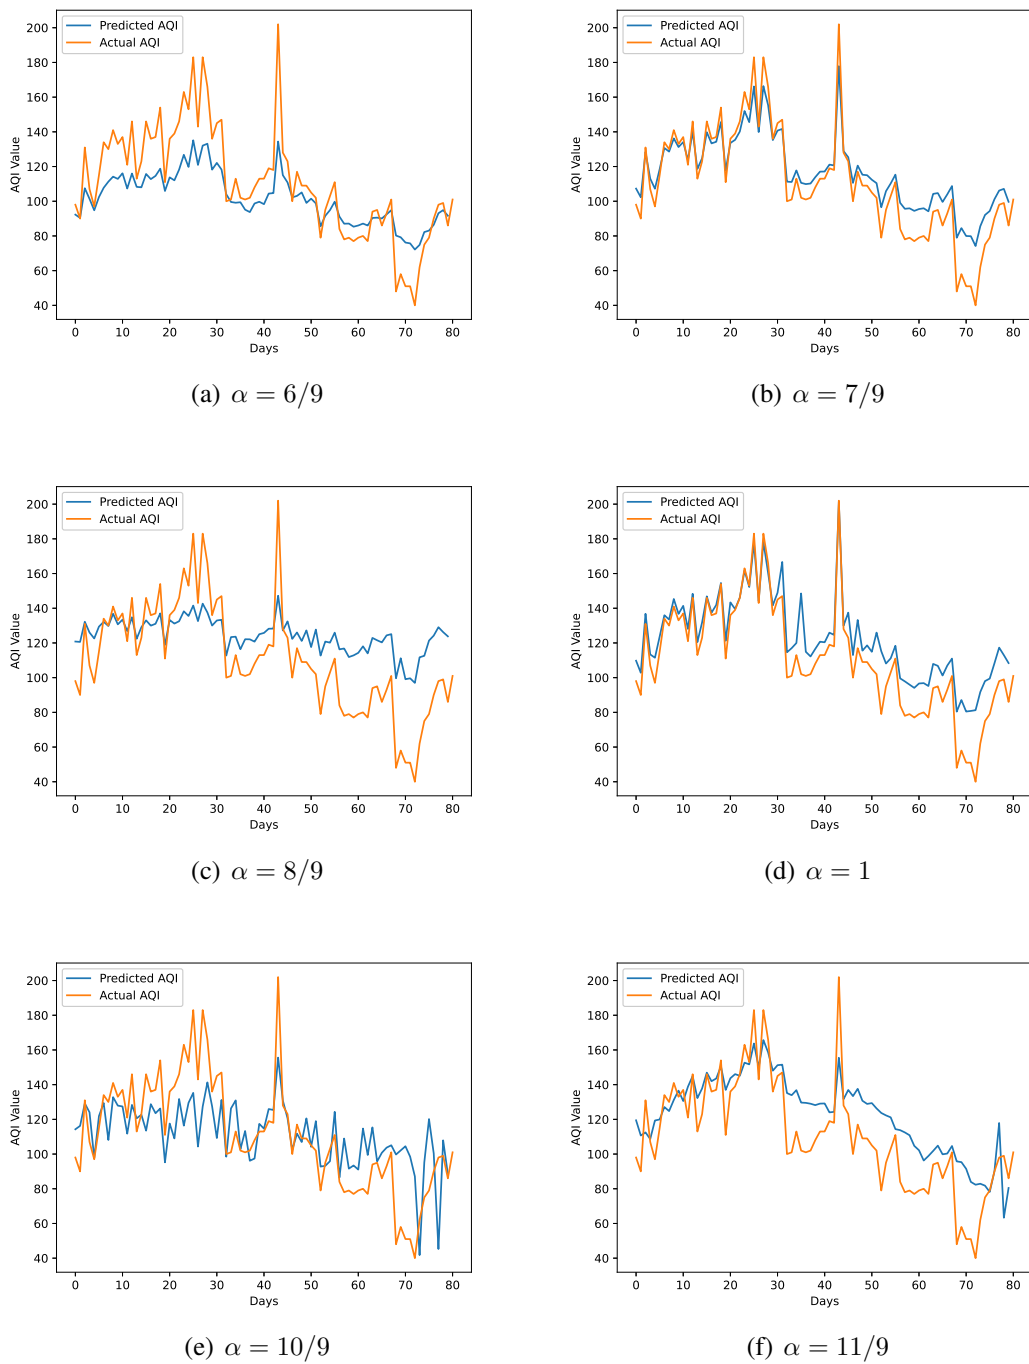 Predicted AQI
Actual AQI
AQI Value
200
180
160
140
120
100
80
60
40
0 10 20 30 40 50 60 70 80
Days
(a) α = 6/9
Predicted AQI
Actual AQI
AQI Value
200
180
160
140
120
100
80
60
40
0 10 20 30 40 50 60 70 80
Days
(b) α = 7/9
Predicted AQI
Actual AQI
AQI Value
200
180
160
140
120
100
80
60
40
0 10 20 30 40 50 60 70 80
Days
(c) α = 8/9
Predicted AQI
Actual AQI
AQI Value
200
180
160
140
120
100
80
60
40
0 10 20 30 40 50 60 70 80
Days
(d) α = 1
Predicted AQI
Actual AQI
AQI Value
200
180
160
140
120
100
80
60
40
0 10 20 30 40 50 60 70 80
Days
(e) α = 10/9
Predicted AQI
Actual AQI
AQI Value
200
180
160
140
120
100
80
60
40
0 10 20 30 40 50 60 70 80
Days
(f) α = 11/9